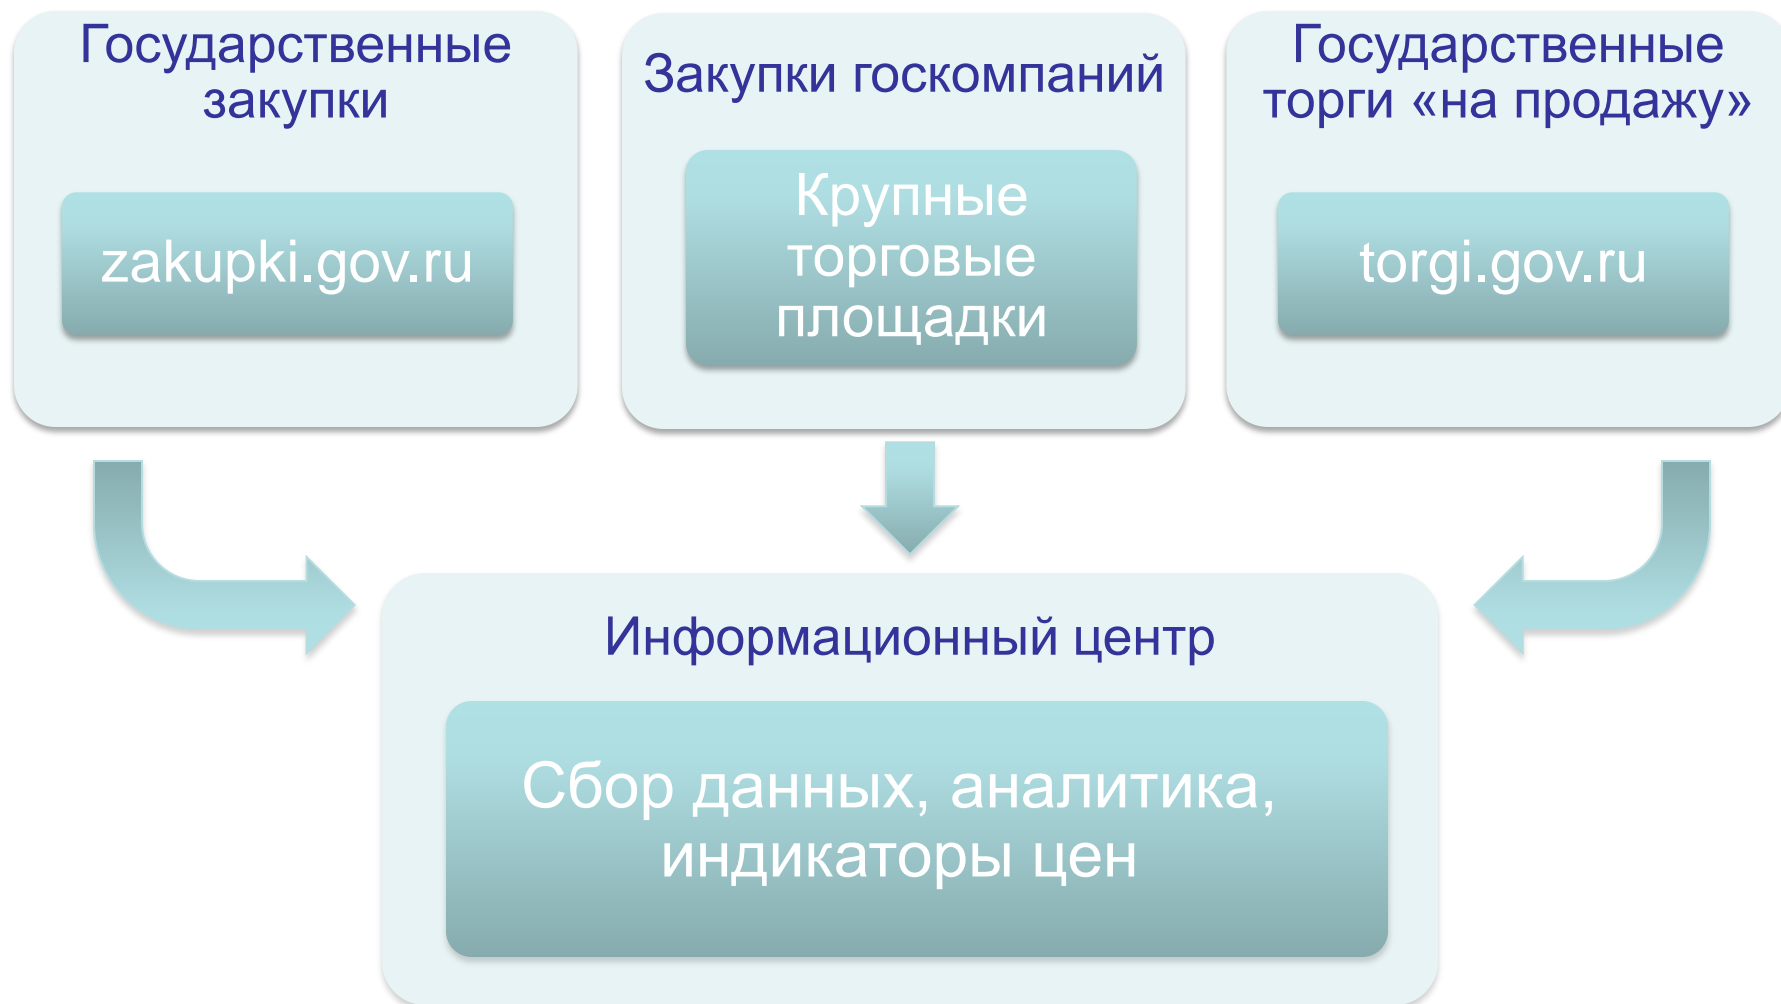 Государственные
закупки
zakupki.gov.ru
Закупки госкомпаний
Крупные
торговые
площадки
Государственные
торги «на продажу»
torgi.gov.ru
Информационный центр
Сбор данных, аналитика,
индикаторы цен